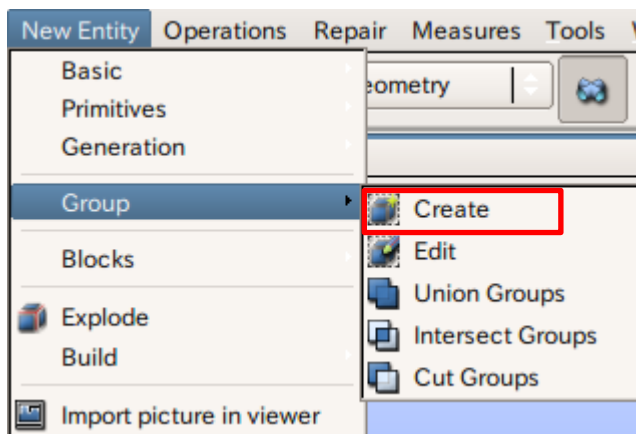 New Entity Operations Repair Measures Tools
Basic
eometry
Primitives
Generation
Group
Create
Edit
Blocks
Union Groups
Explode
Intersect Groups
Build
Cut Groups
Import picture in viewer